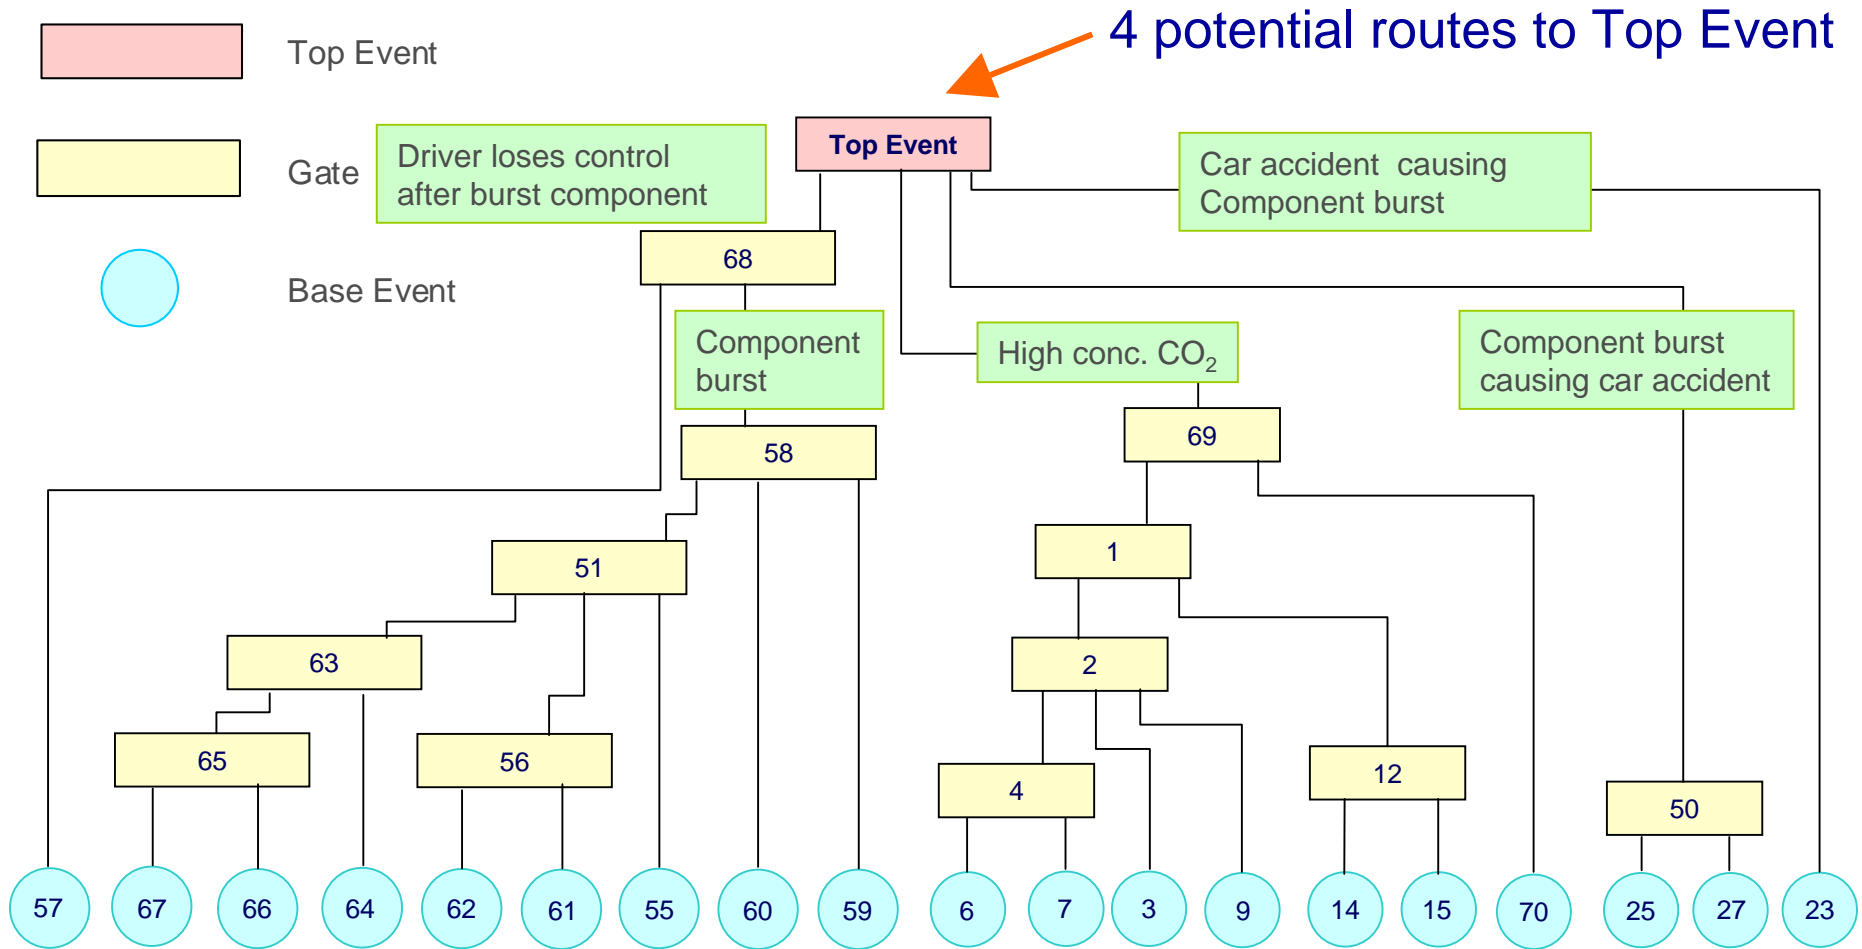 4 potential routes to Top Event
Top Event
Gate
Base Event
Driver loses control
after burst component
Top Event
Car accident causing
Component burst
68
Component
burst
High conc. CO₂
Component burst
causing car accident
69
58
1
51
63
2
65
56
4
12
50
57
67
66
64
62
61
55
60
59
6
7
3
9
14
15
70
25
27
23